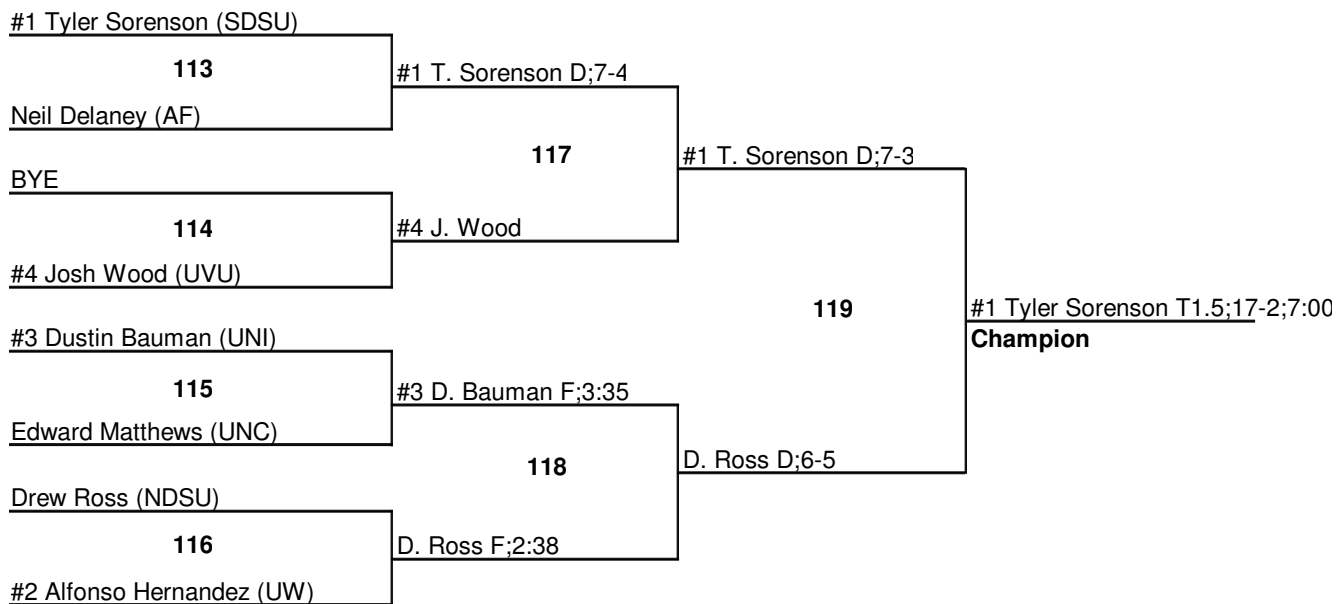 #1 Tyler Sorenson (SDSU)
113
#1 T. Sorenson D;7-4
Neil Delaney (AF)
117
#1 T. Sorenson D;7-3
BYE
114
#4 J. Wood
#4 Josh Wood (UVU)
119
#1 Tyler Sorenson T1.5;17-2;7:00
Champion
#3 Dustin Bauman (UNI)
115
#3 D. Bauman F;3:35
Edward Matthews (UNC)
118
D. Ross D;6-5
Drew Ross (NDSU)
116
D. Ross F;2:38
#2 Alfonso Hernandez (UW)